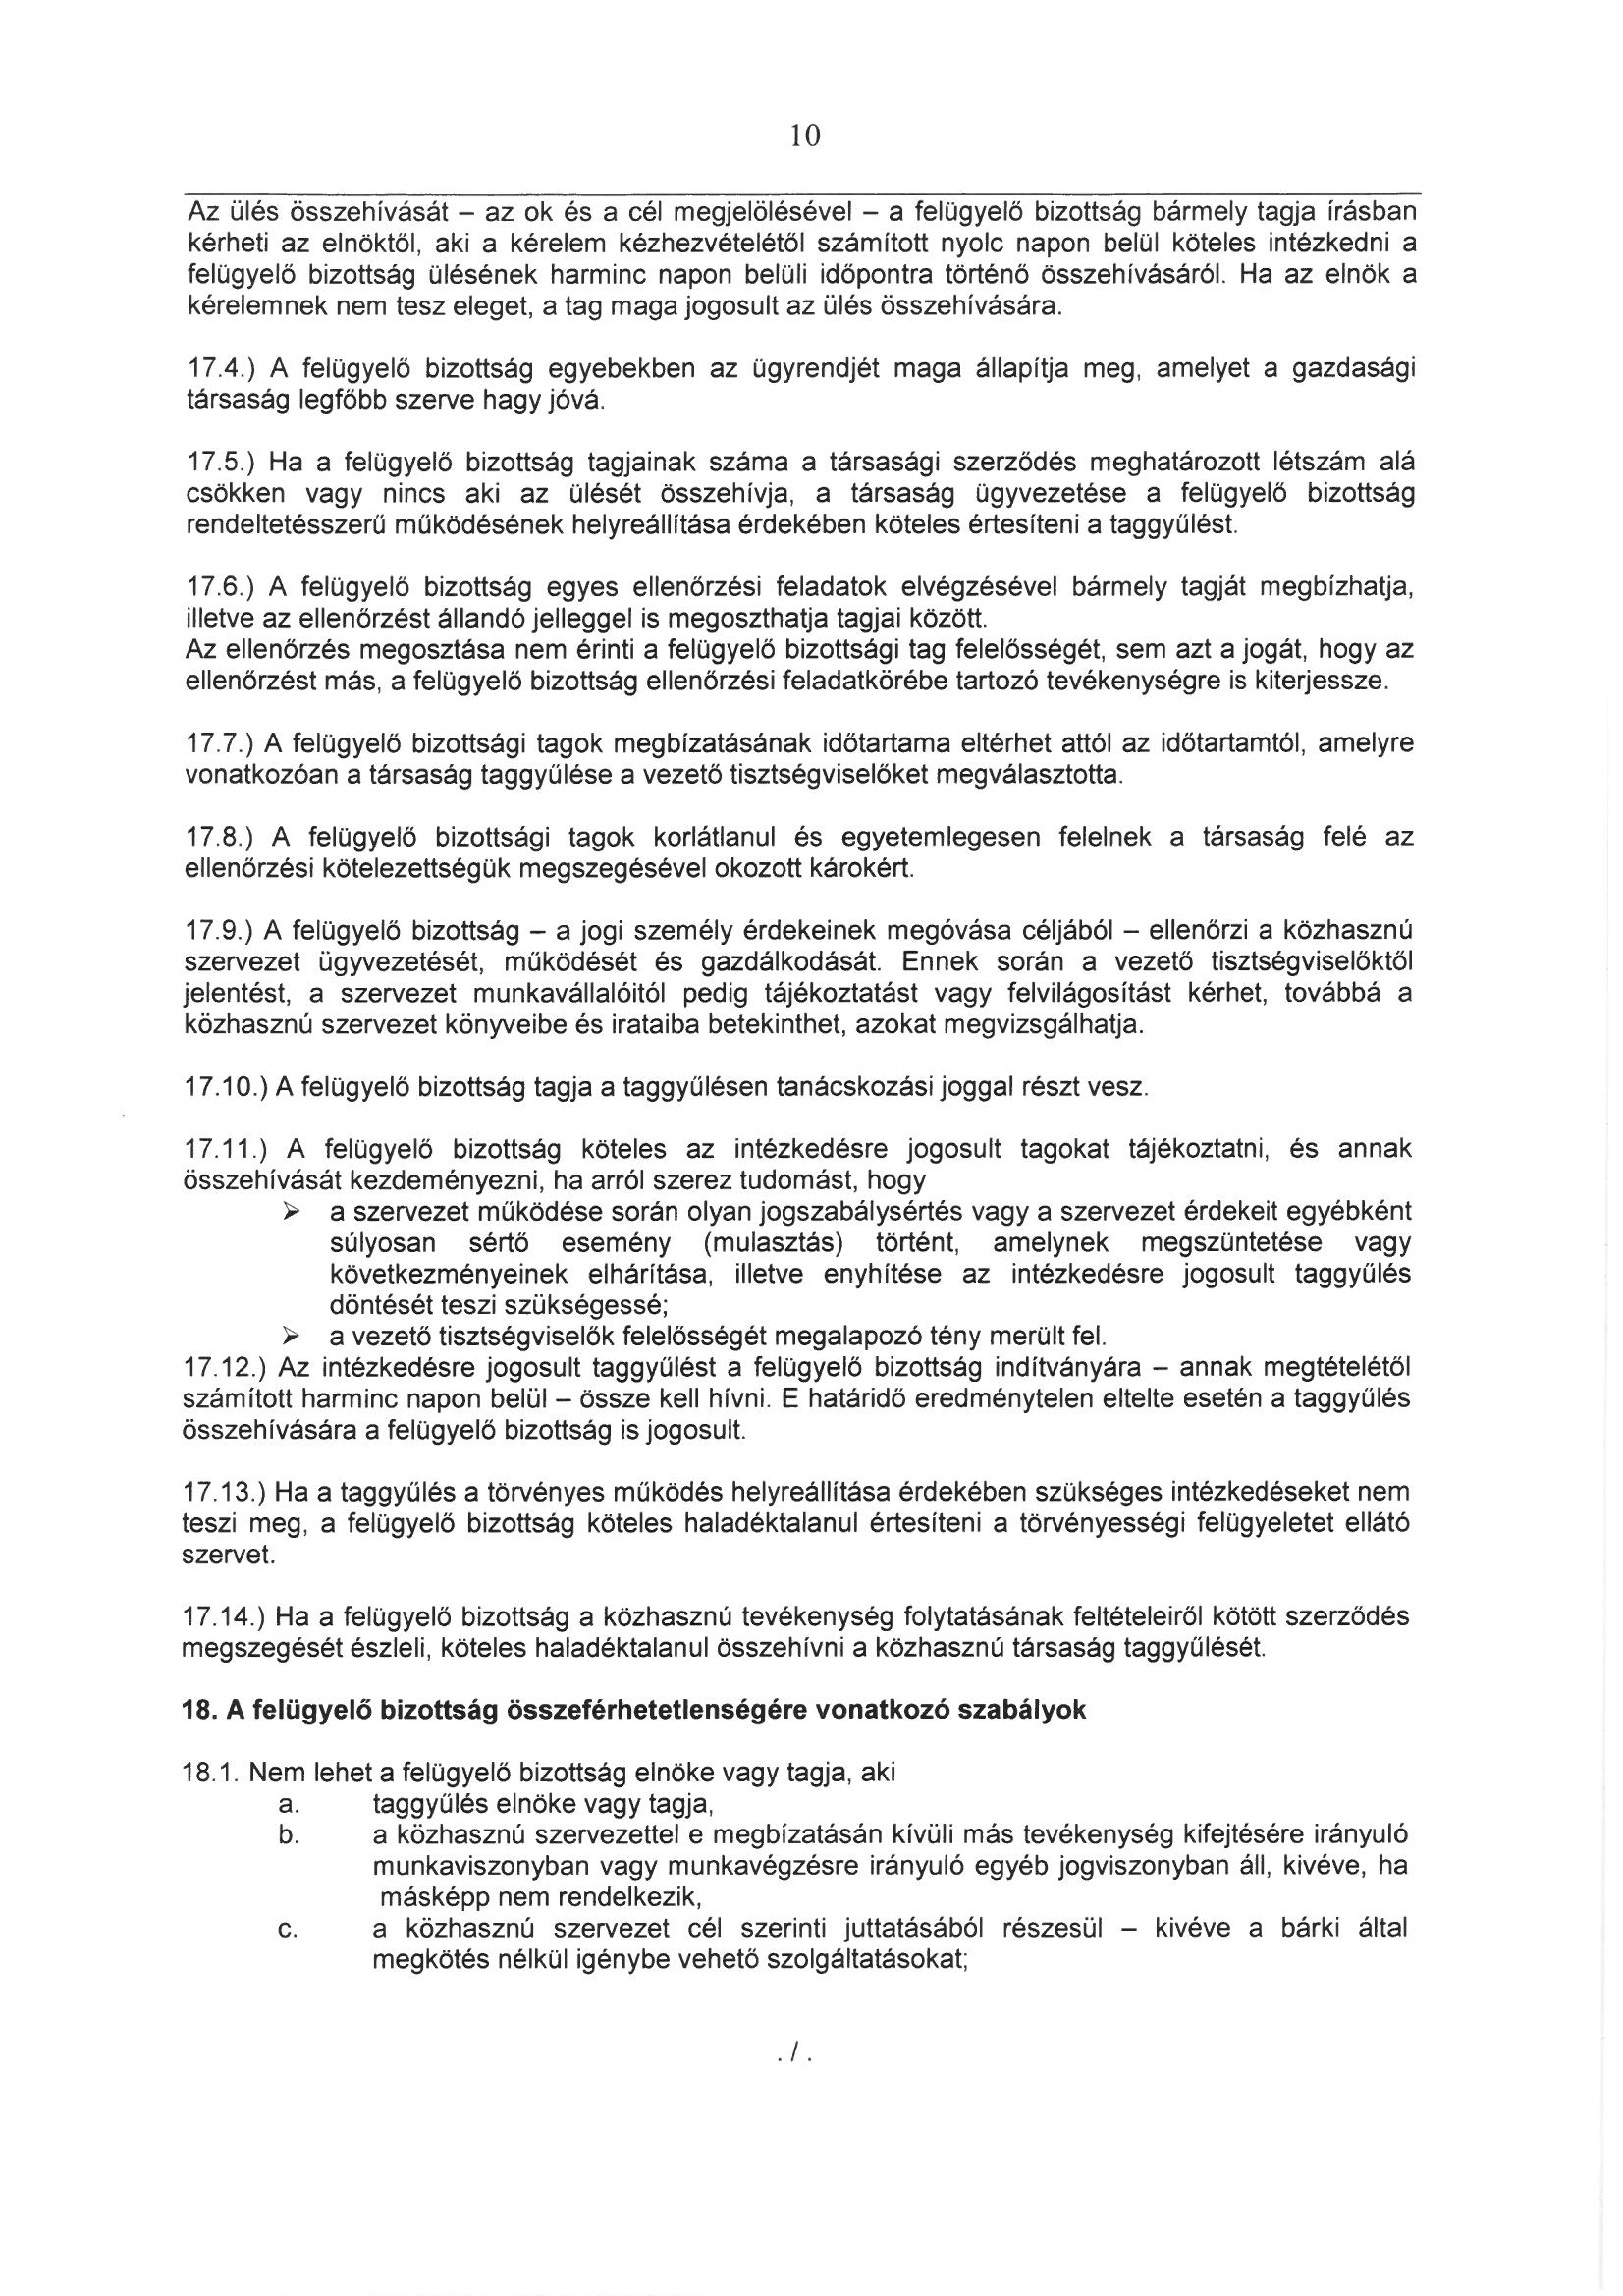 10
Az ülés összehívását – az ok és a cél megjelölésével – a felügyelő bizottság bármely tagja írásban
kérheti az elnöktől, aki a kérelem kézhezvételétől számított nyolc napon belül köteles intézkedni a
felügyelő bizottság ülésének harminc napon belüli időpontra történő összehívásáról. Ha az elnök a
kérelemnek nem tesz eleget, a tag maga jogosult az ülés összehívására.
17.4.) A felügyelő bizottság egyebekben az ügyrendjét maga állapítja meg, amelyet a gazdasági
társaság legfőbb szerve hagy jóvá.
17.5.) Ha a felügyelő bizottság tagjainak száma a társasági szerződés meghatározott létszám alá
csökken vagy nincs aki az ülését összehívja, a társaság ügyvezetése a felügyelő bizottság
rendeltetésszerű működésének helyreállítása érdekében köteles értesíteni a taggyűlést.
17.6.) A felügyelő bizottság egyes ellenőrzési feladatok elvégzésével bármely tagját megbízhatja,
illetve az ellenőrzést állandó jelleggel is megoszthatja tagjai között.
Az ellenőrzés megosztása nem érinti a felügyelő bizottsági tag felelősségét, sem azt a jogát, hogy az
ellenőrzést más, a felügyelő bizottság ellenőrzési feladatkörébe tartozó tevékenységre is kiterjessze.
17.7.) A felügyelő bizottsági tagok megbízatásának időtartama eltérhet attól az időtartamtól, amelyre
vonatkozóan a társaság taggyűlése a vezető tisztségviselőket megválasztotta.
17.8.) A felügyelő bizottsági tagok korlátlanul és egyetemlegesen felelnek a társaság felé az
ellenőrzési kötelezettségük megszegésével okozott károkért.
17.9.) A felügyelő bizottság – a jogi személy érdekeinek megóvása céljából – ellenőrzi a közhasznú
szervezet ügyvezetését, működését és gazdálkodását. Ennek során a vezető tisztségviselőktől
jelentést, a szervezet munkavállalóitól pedig tájékoztatást vagy felvilágosítást kérhet, továbbá a
közhasznú szervezet könyveibe és irataiba betekinthet, azokat megvizsgálhatja.
17.10.) A felügyelő bizottság tagja a taggyűlésen tanácskozási joggal részt vesz.
17.11.) A felügyelő bizottság köteles az intézkedésre jogosult tagokat tájékoztatni, és annak
összehívását kezdeményezni, ha arról szerez tudomást, hogy
➢ a szervezet működése során olyan jogszabálysértés vagy a szervezet érdekeit egyébként
súlyosan sértő esemény (mulasztás) történt, amelynek megszüntetése vagy
következményeinek elhárítása, illetve enyhítése az intézkedésre jogosult taggyűlés
döntését teszi szükségessé;
➢ a vezető tisztségviselők felelősségét megalapozó tény merült fel.
17.12.) Az intézkedésre jogosult taggyűlést a felügyelő bizottság indítványára – annak megtételétől
számított harminc napon belül – össze kell hívni. E határidő eredménytelen eltelte esetén a taggyűlés
összehívására a felügyelő bizottság is jogosult.
17.13.) Ha a taggyűlés a törvényes működés helyreállítása érdekében szükséges intézkedéseket nem
teszi meg, a felügyelő bizottság köteles haladéktalanul értesíteni a törvényességi felügyeletet ellátó
szervet.
17.14.) Ha a felügyelő bizottság a közhasznú tevékenység folytatásának feltételeiről kötött szerződés
megszegését észleli, köteles haladéktalanul összehívni a közhasznú társaság taggyűlését.
18. A felügyelő bizottság összeférhetetlenségére vonatkozó szabályok
18.1. Nem lehet a felügyelő bizottság elnöke vagy tagja, aki
a. taggyűlés elnöke vagy tagja,
b. a közhasznú szervezettel e megbízatásán kívüli más tevékenység kifejtésére irányuló
munkaviszonyban vagy munkavégzésre irányuló egyéb jogviszonyban áll, kivéve, ha
másképp nem rendelkezik,
c. a közhasznú szervezet cél szerinti juttatásából részesül – kivéve a bárki által
megkötés nélkül igénybe vehető szolgáltatásokat;
. / .